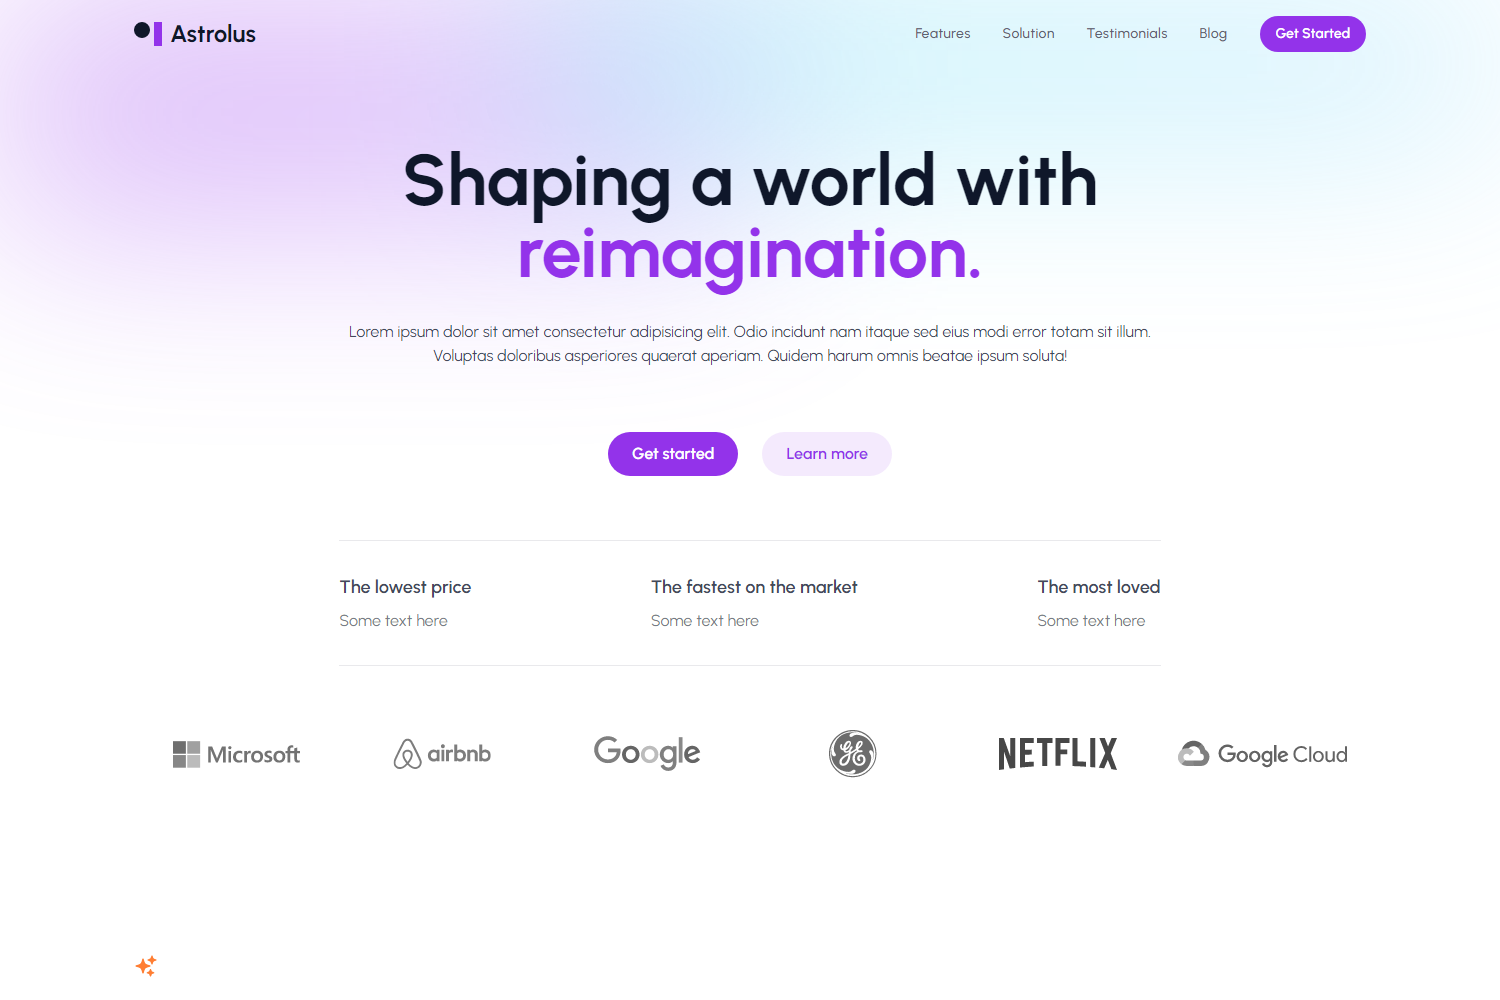 Astrolus
Features Solution Testimonials Blog Get Started
Shaping a world with
reimagination.
Lorem ipsum dolor sit amet consectetur adipisicing elit. Odio incidunt nam itaque sed eius modi error totam sit illum.
Voluptas doloribus asperiores quaerat aperiam. Quidem harum omnis beatae ipsum soluta!
Get started Learn more
The lowest price The fastest on the market The most loved
Some text here Some text here Some text here
Microsoft airbnb Google GE NETFLIX Google Cloud